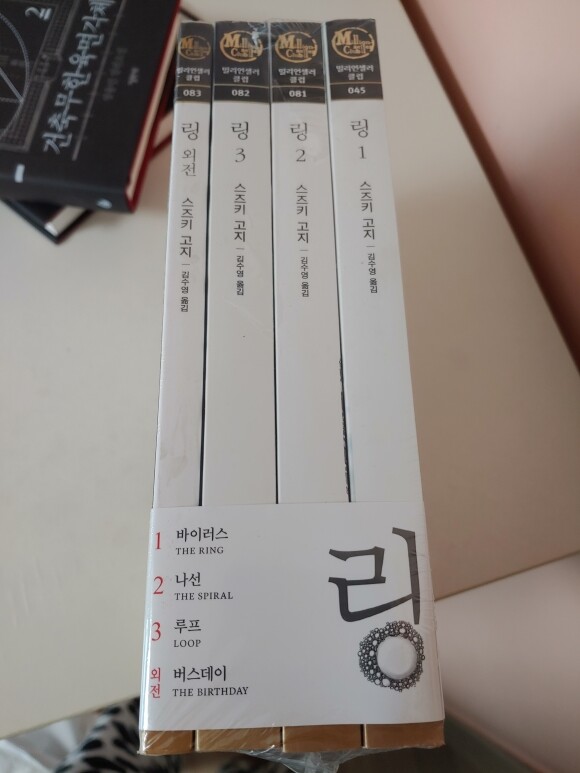 2
건축무한육면각체
밀리언셀러
클럽
083
링
외전
스즈키 고지
김수영 옮김
밀리언셀러
클럽
082
링
3
스즈키 고지
김수영 옮김
밀리언셀러
클럽
081
링
2
스즈키 고지
김수영 옮김
밀리언셀러
클럽
045
링
1
스즈키 고지
김수영 옮김
1 바이러스
THE RING
2 나선
THE SPIRAL
3 루프
LOOP
외전 버스데이
THE BIRTHDAY
링